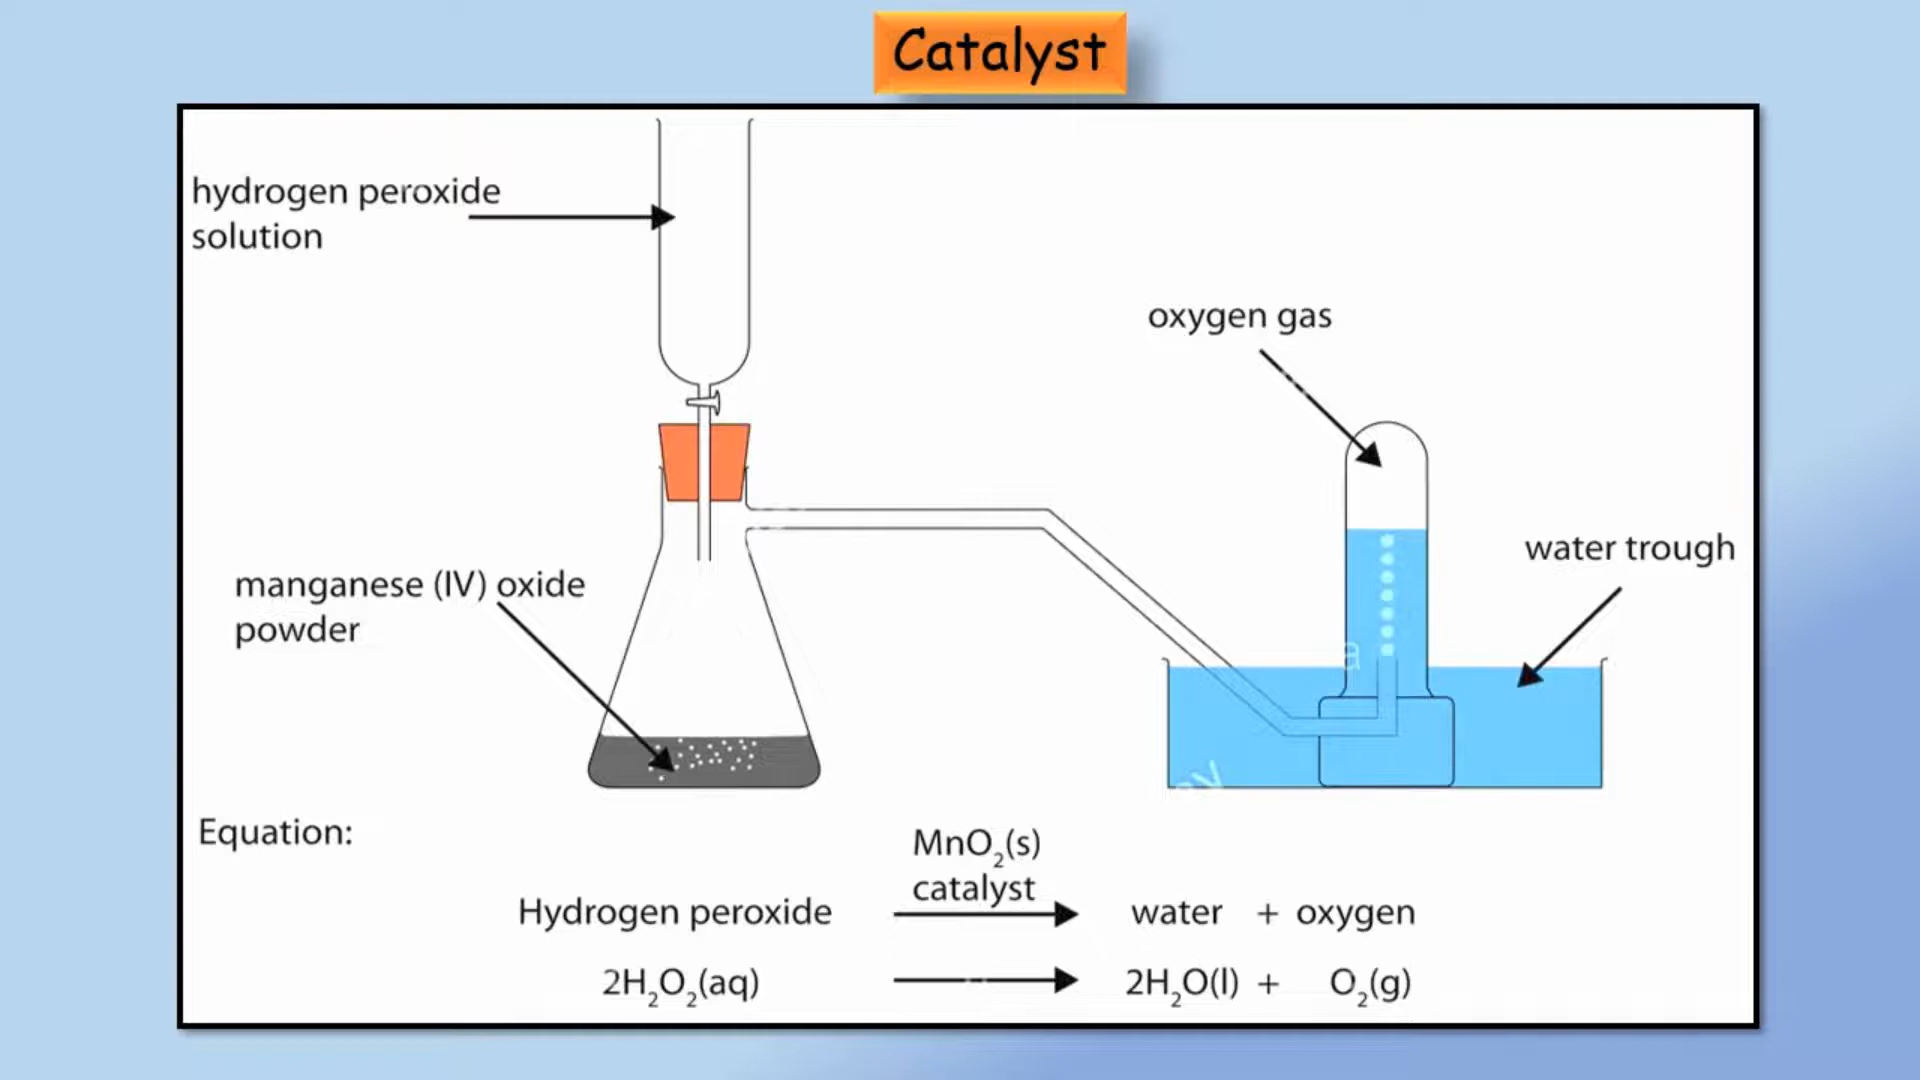 Catalyst
hydrogen peroxide
solution
oxygen gas
water trough
manganese (IV) oxide
powder
a
Equation:
MnO₂(s)
catalyst
Hydrogen peroxide water + oxygen
2H₂O₂(aq) 2H₂O(l) + O₂(g)